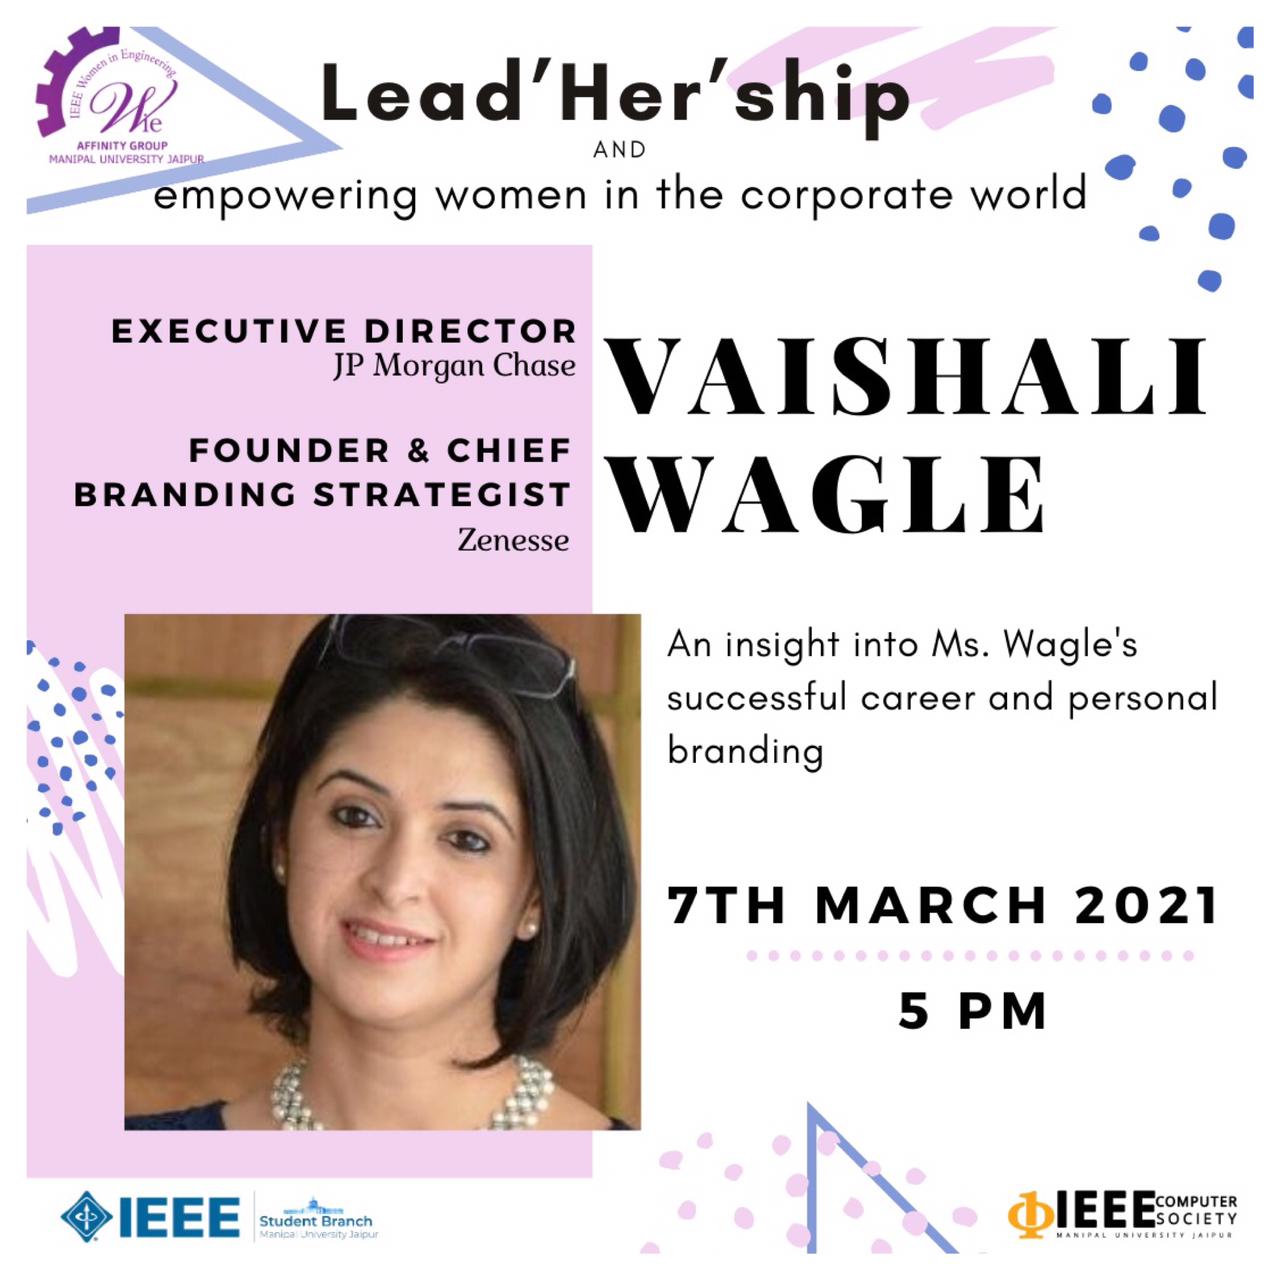 IEEE Women in Engineering
Wie
AFFINITY GROUP
MANIPAL UNIVERSITY JAIPUR
Lead'Her'ship
AND
empowering women in the corporate world
EXECUTIVE DIRECTOR
JP Morgan Chase
FOUNDER & CHIEF
BRANDING STRATEGIST
Zenesse
VAISHALI
WAGLE
An insight into Ms. Wagle's
successful career and personal
branding
7TH MARCH 2021
5 PM
IEEE
Student Branch
Manipal University Jaipur
IEEE COMPUTER
SOCIETY
MANIPAL UNIVERSITY JAIPUR